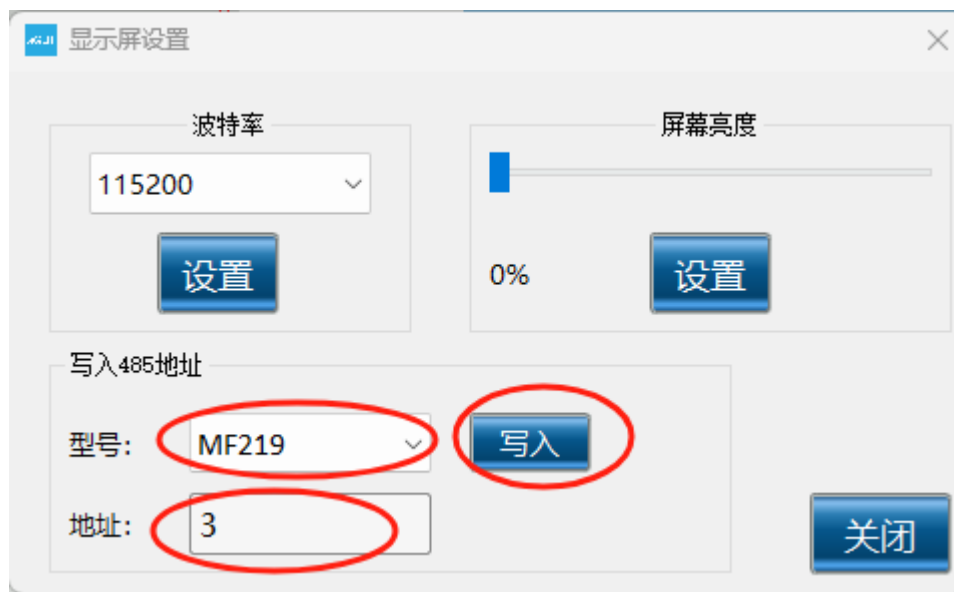 显示屏设置
波特率
115200
设置
屏幕亮度
0%
设置
写入485地址
型号:
MF219
写入
地址:
3
关闭